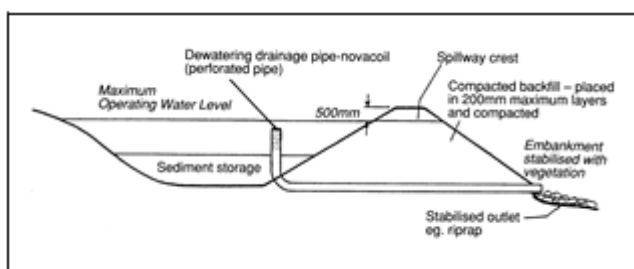 Dewatering drainage pipe-novacoil
(perforated pipe)
Spillway crest
Maximum
Operating Water Level
500mm
Compacted backfill – placed
in 200mm maximum layers
and compacted
Sediment storage
Embankment
stabilised with
vegetation
Stabilised outlet
eg. riprap